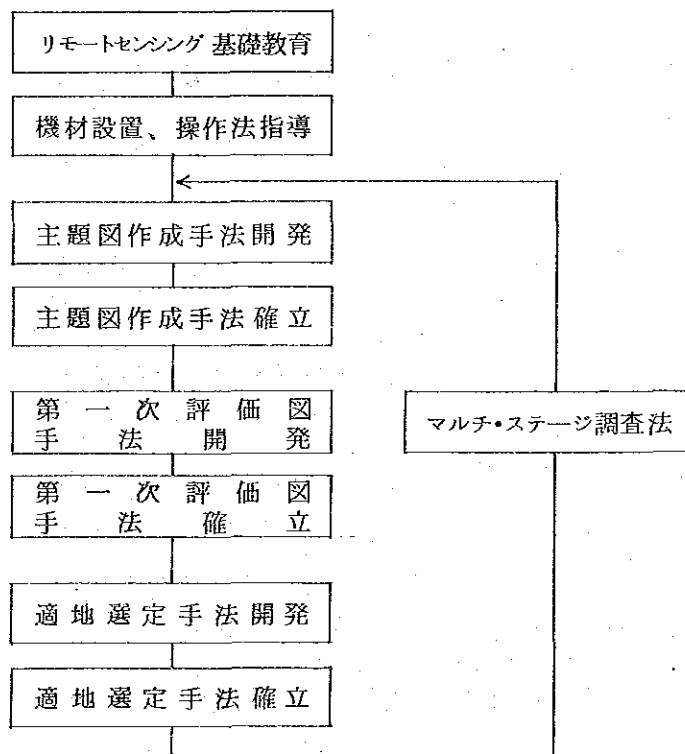 リモートセンシング 基礎教育
機材設置、操作法指導
主題図作成手法開発
主題図作成手法確立
第一次評価図
手法開発
マルチ・ステージ調査法
第一次評価図
手法確立
適地選定手法開発
適地選定手法確立